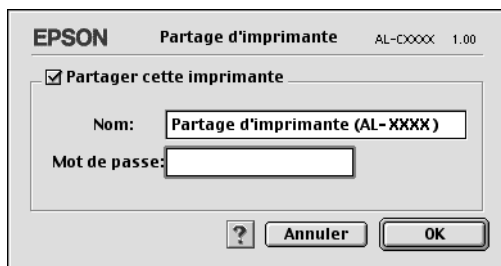 EPSON Partage d'imprimante AL-CXXXX 1.00
Partager cette imprimante
Nom: Partage d'imprimante (AL-XXXX)
Mot de passe:
? Annuler OK